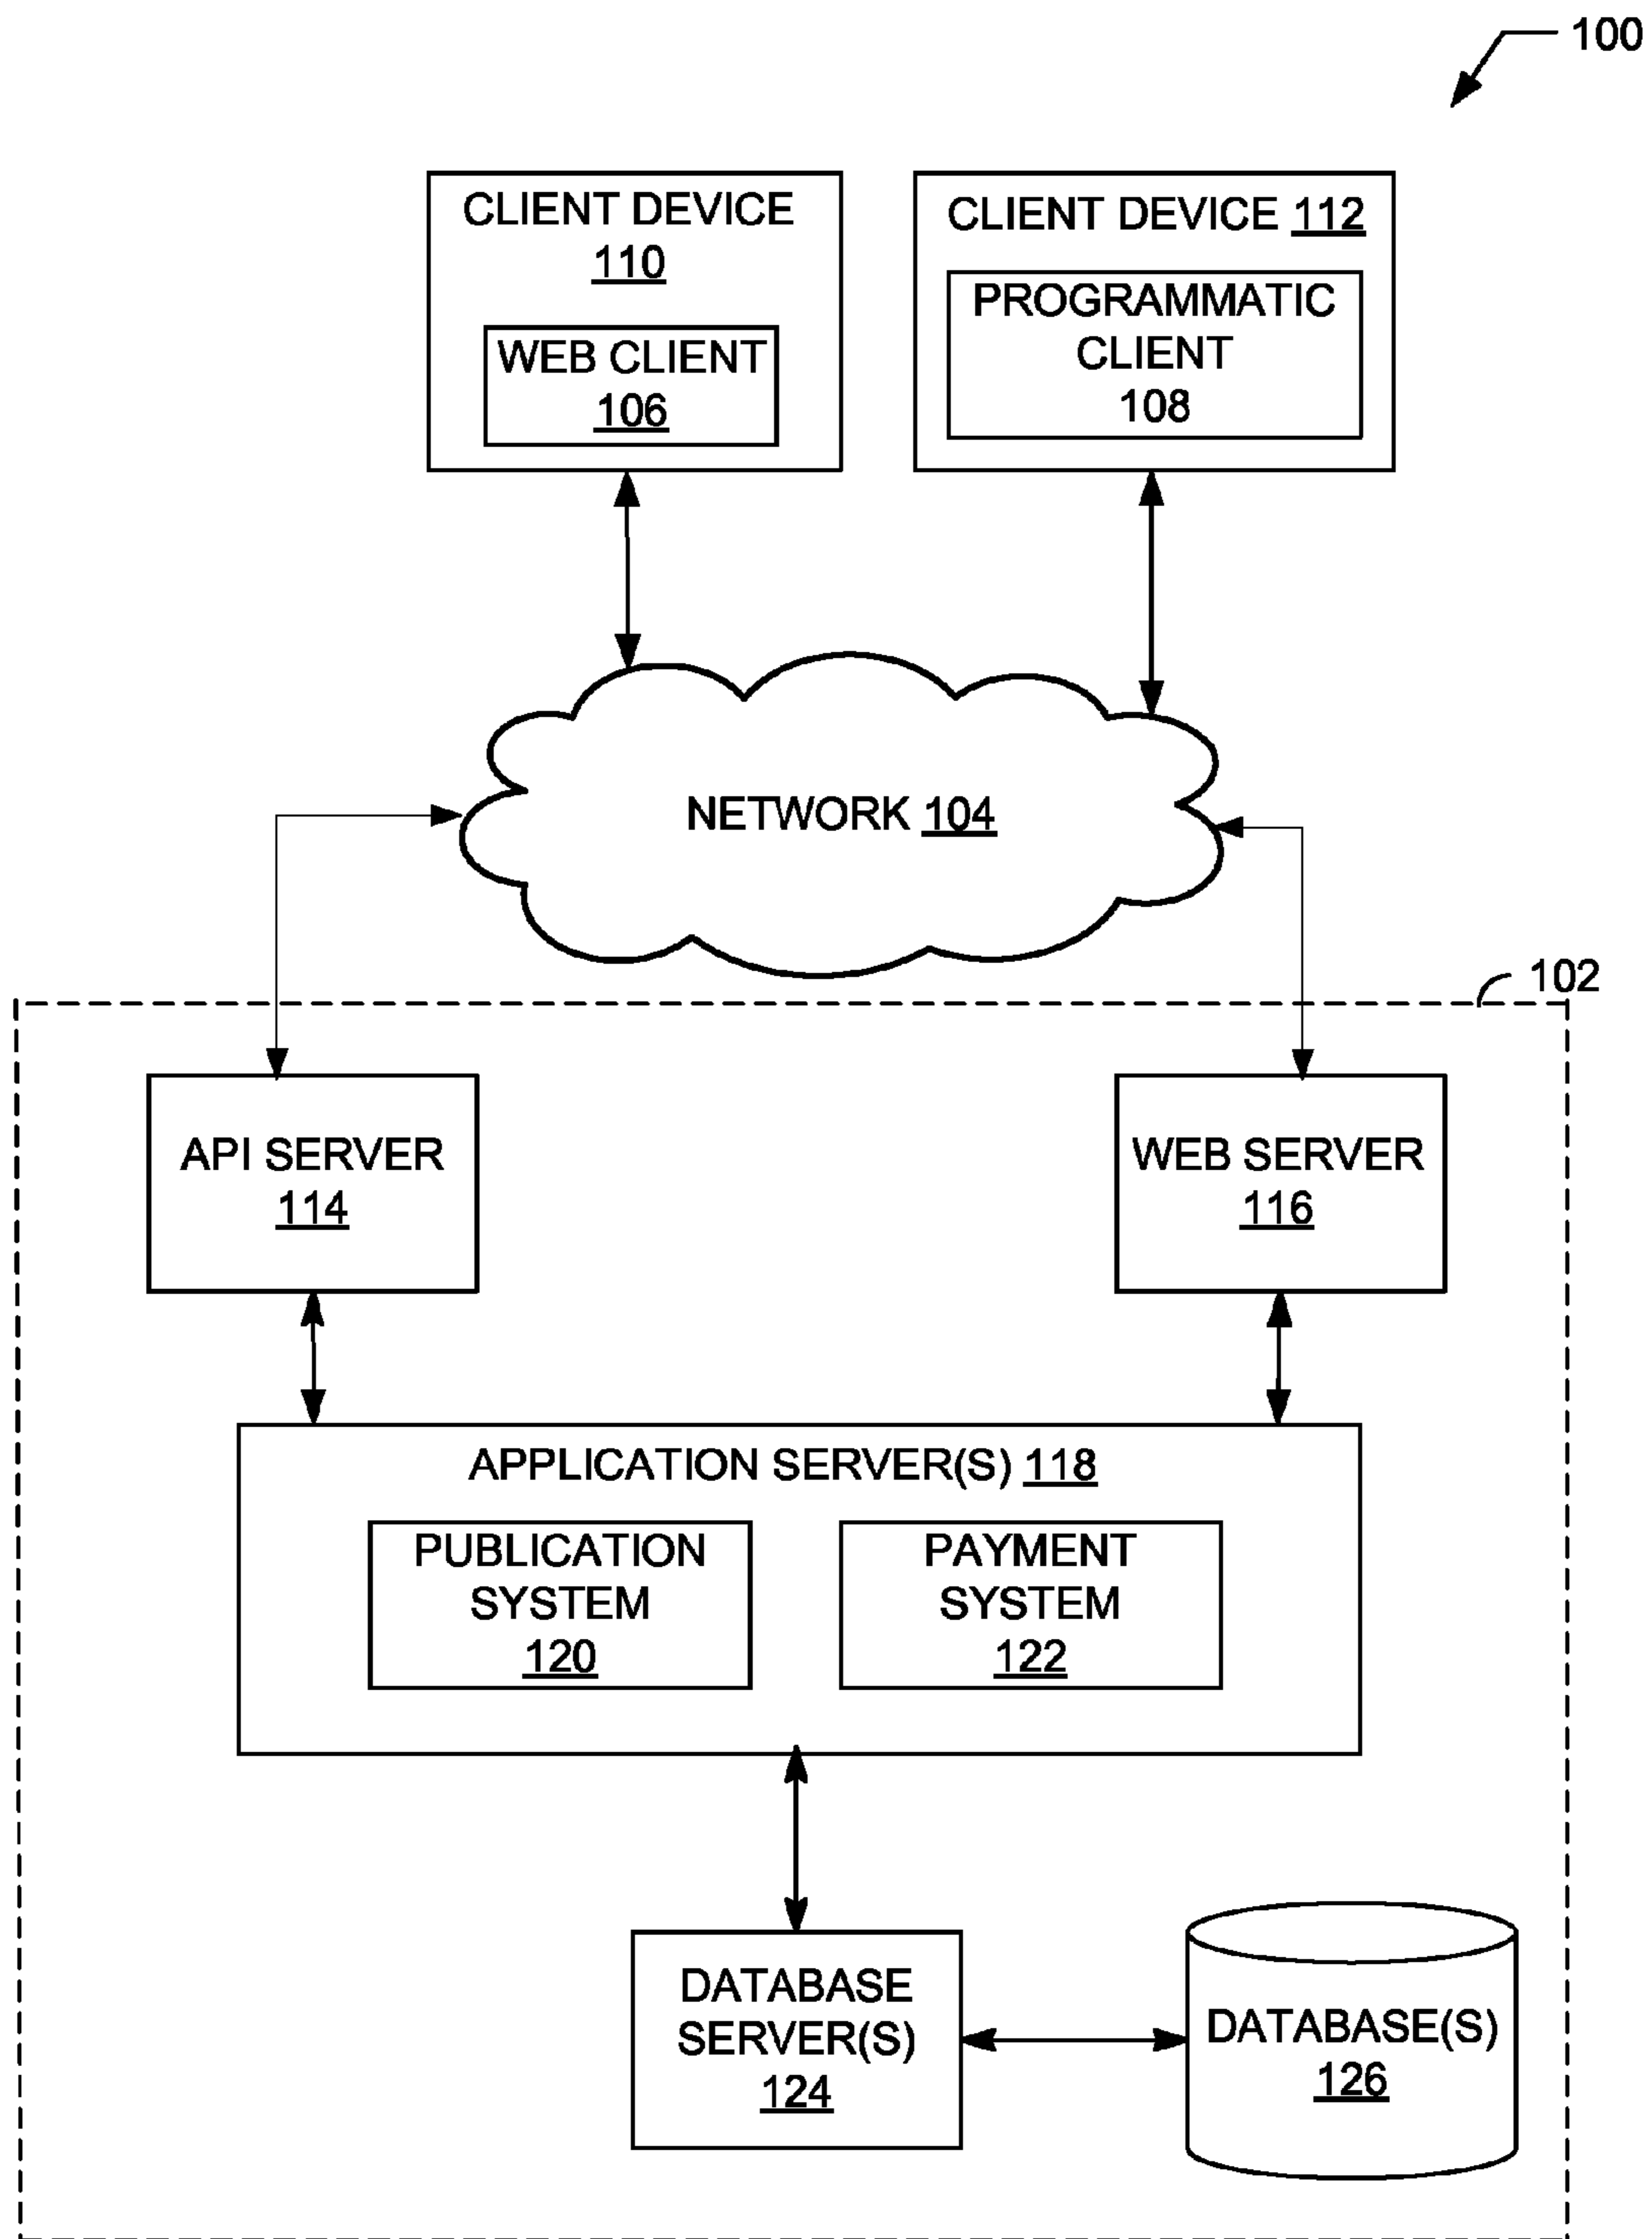 100
CLIENT DEVICE
110
WEB CLIENT
106
CLIENT DEVICE 112
PROGRAMMATIC
CLIENT
108
NETWORK 104
102
API SERVER
114
WEB SERVER
116
APPLICATION SERVER(S) 118
PUBLICATION
SYSTEM
120
PAYMENT
SYSTEM
122
DATABASE
SERVER(S)
124
DATABASE(S)
126